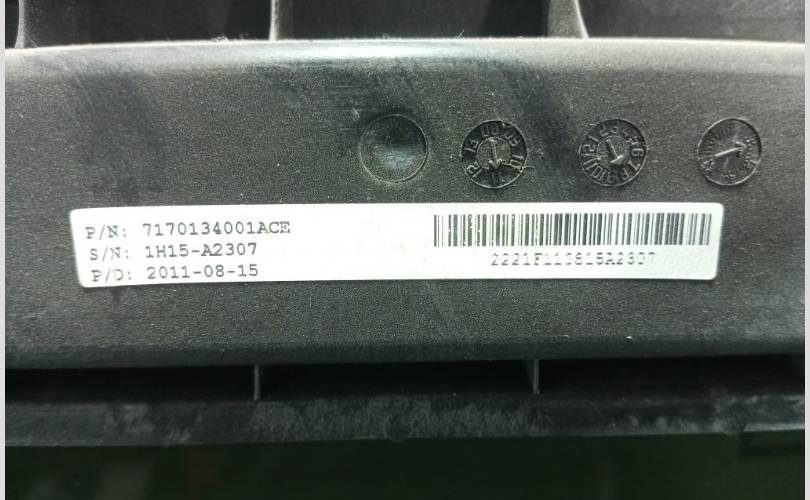 P/N: 7170134001ACE
S/N: 1H15-A2307
P/D: 2011-08-15
2221F110815A2307